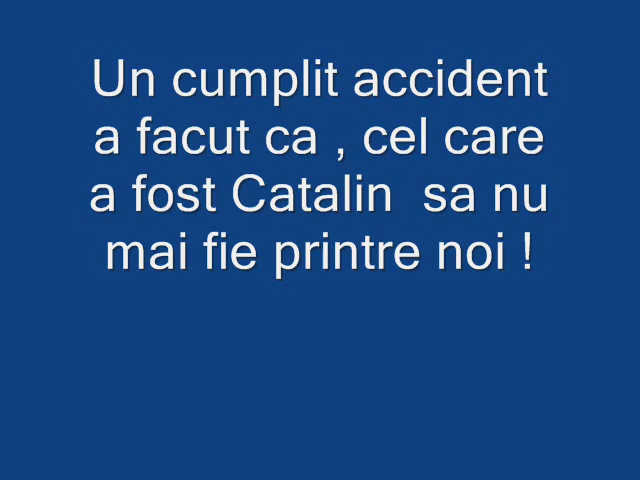 Un cumplit accident
a facut ca , cel care
a fost Catalin  sa nu
mai fie printre noi !